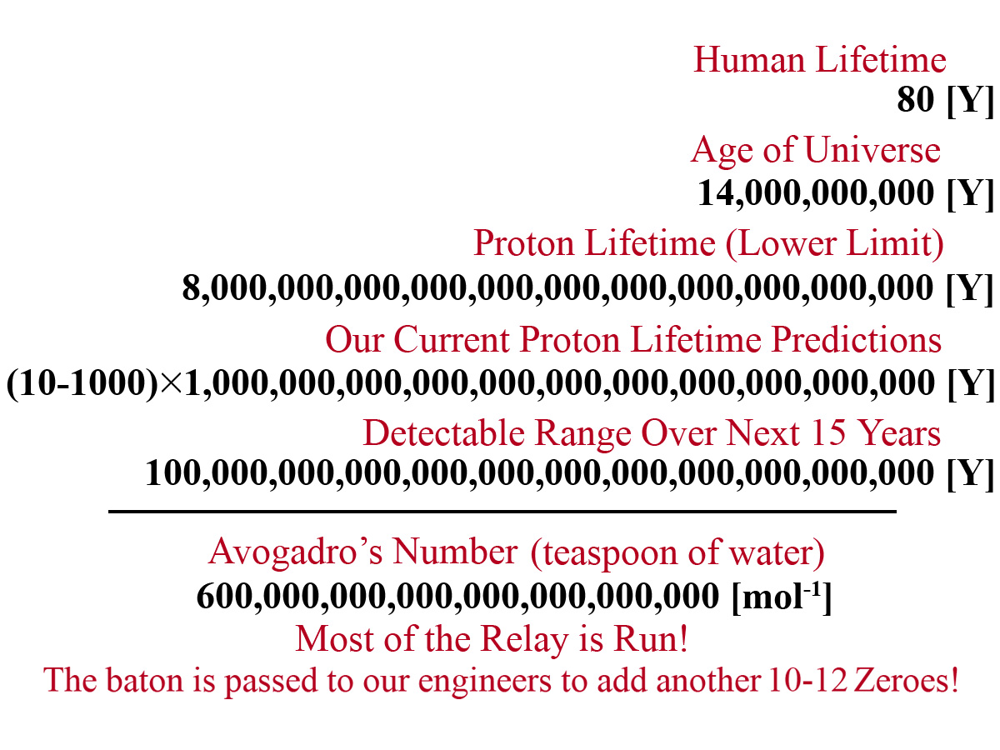 Human Lifetime
80 [Y]
Age of Universe
14,000,000,000 [Y]
Proton Lifetime (Lower Limit)
8,000,000,000,000,000,000,000,000,000,000,000 [Y]
Our Current Proton Lifetime Predictions
(10-1000)×1,000,000,000,000,000,000,000,000,000,000,000 [Y]
Detectable Range Over Next 15 Years
100,000,000,000,000,000,000,000,000,000,000,000 [Y]
Avogadro’s Number (teaspoon of water)
600,000,000,000,000,000,000,000 [mol⁻¹]
Most of the Relay is Run!
The baton is passed to our engineers to add another 10-12 Zeroes!